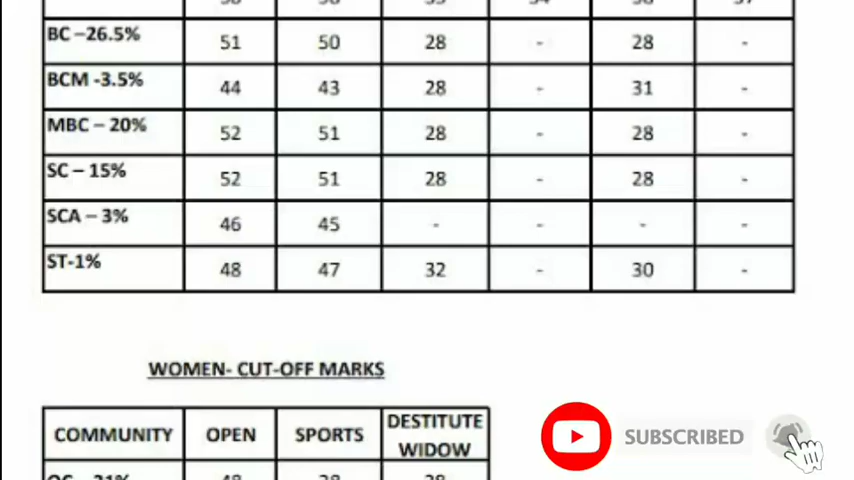 BC –26.5% 51 50 28 - 28 -
BCM -3.5% 44 43 28 - 31 -
MBC – 20% 52 51 28 - 28 -
SC – 15% 52 51 28 - 28 -
SCA – 3% 46 45 - - - -
ST-1% 48 47 32 - 30 -
WOMEN- CUT-OFF MARKS
COMMUNITY OPEN SPORTS DESTITUTE WIDOW
SUBSCRIBED